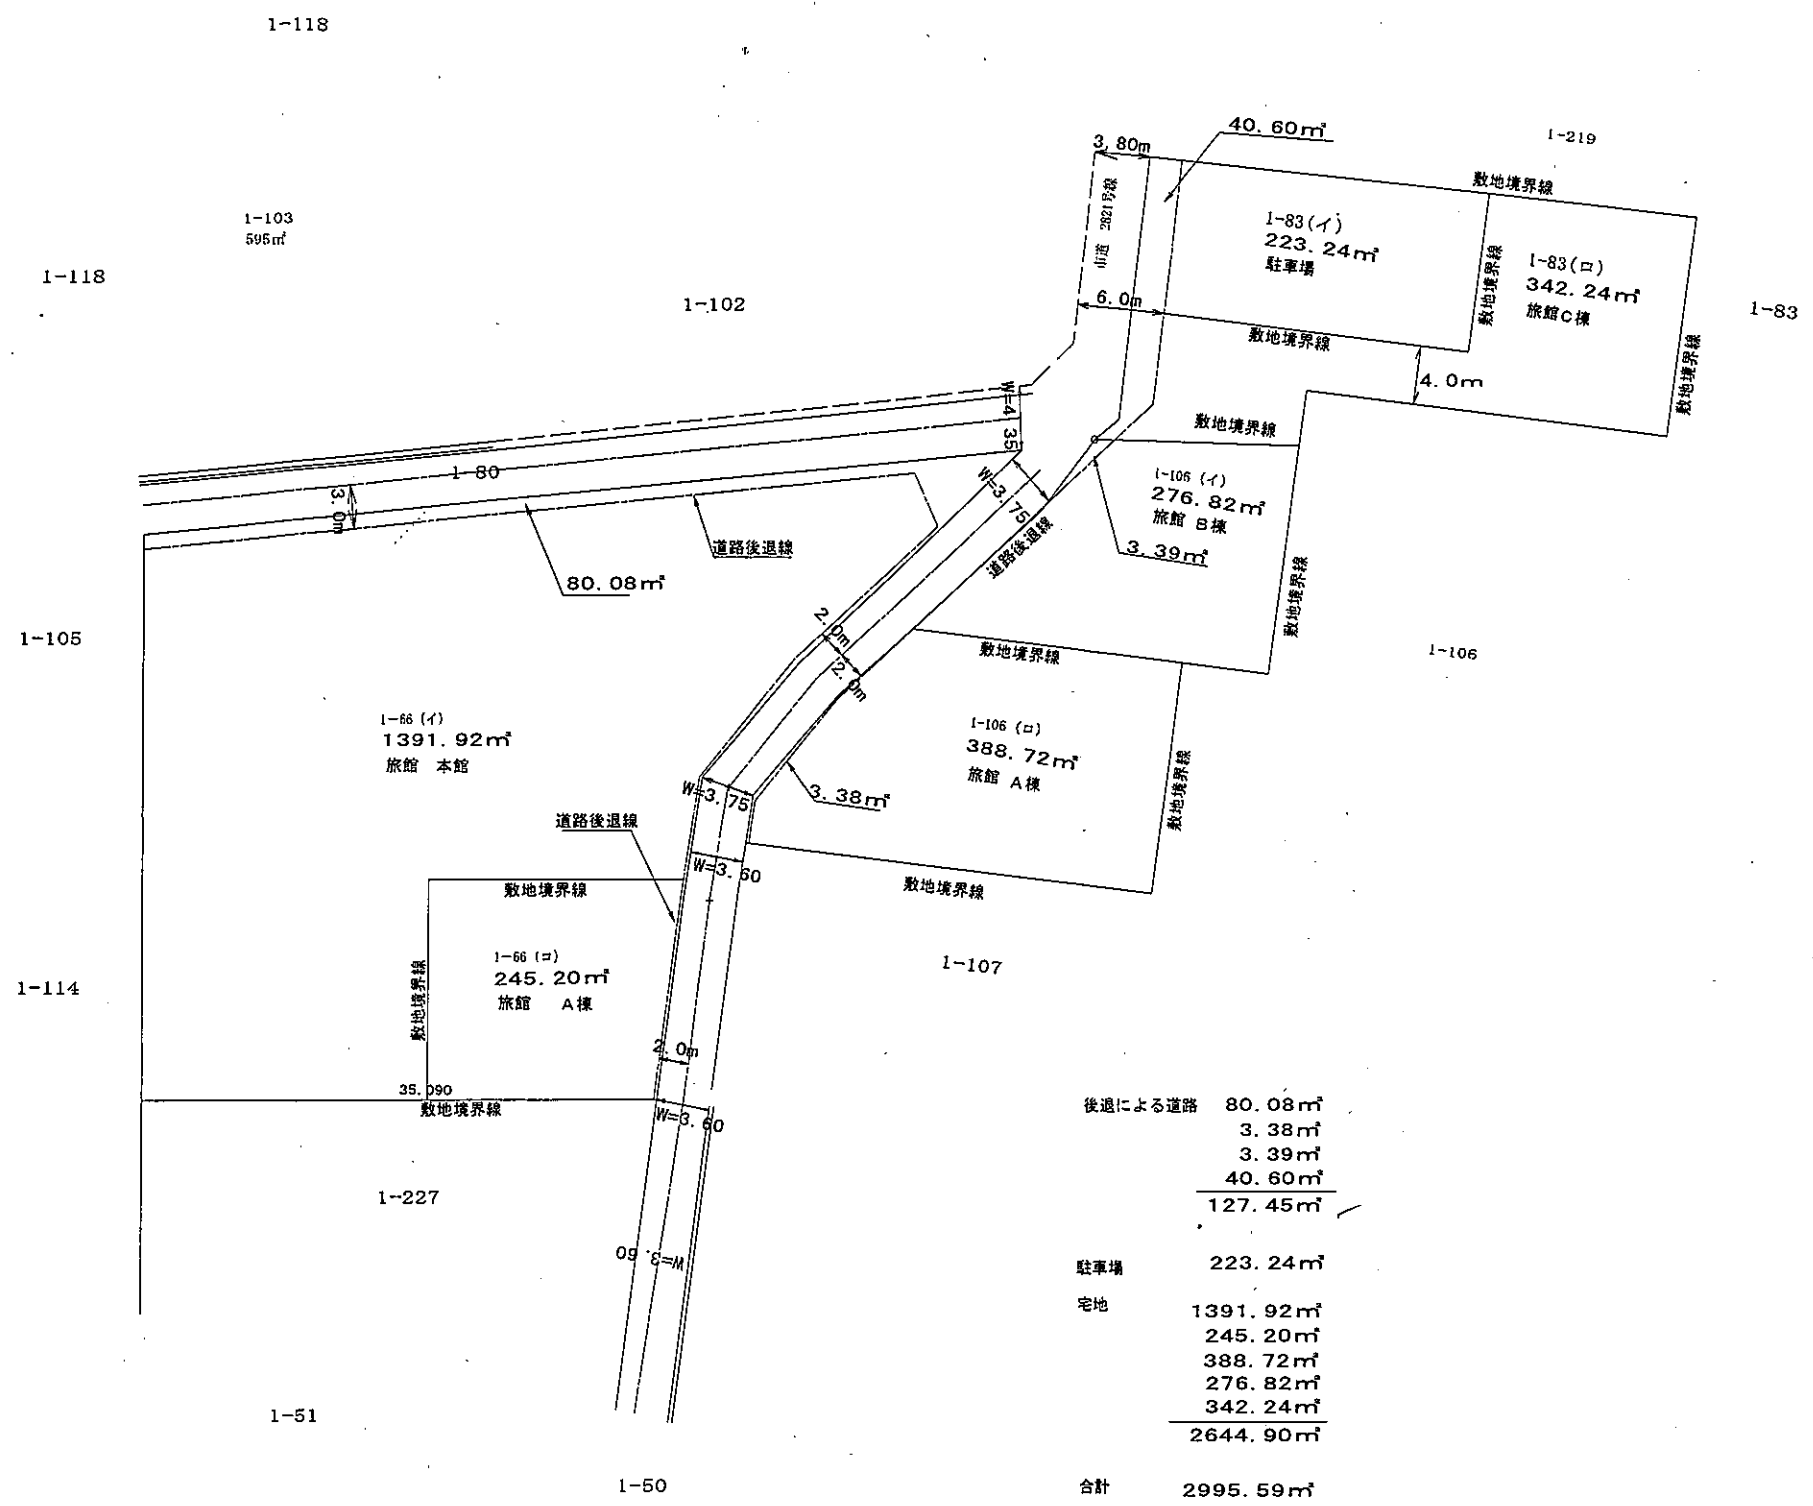 1-118
40.60㎡
1-219
3.80m
敷地境界線
1-103
595㎡
市道 2821号線
1-83(イ)
223.24㎡
駐車場
敷地境界線
1-83(ロ)
342.24㎡
旅館C棟
1-118
1-102
6.0m
1-83
敷地境界線
敷地境界線
4.0m
W=4.35
敷地境界線
1-80
3.0m
W=3.75
1-106 (イ)
276.82㎡
旅館 B棟
道路後退線
道路後退線
3.39㎡
80.08㎡
敷地境界線
1-105
2.0m
2.0m
敷地境界線
1-106
1-66 (イ)
1391.92㎡
旅館 本館
1-106 (ロ)
388.72㎡
旅館 A棟
敷地境界線
W=3.75
3.38㎡
道路後退線
W=3.60
敷地境界線
敷地境界線
1-66 (ロ)
245.20㎡
旅館 A棟
敷地境界線
1-107
1-114
2.0m
35.090
敷地境界線
W=3.60
後退による道路 80.08㎡
3.38㎡
3.39㎡
40.60㎡
127.45㎡
1-227
W=3.60
駐車場 223.24㎡
宅地 1391.92㎡
245.20㎡
388.72㎡
276.82㎡
342.24㎡
2644.90㎡
1-51
1-50
合計 2995.59㎡